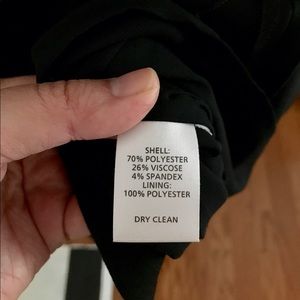 SHELL:
70% POLYESTER
26% VISCOSE
4% SPANDEX
LINING:
100% POLYESTER
DRY CLEAN